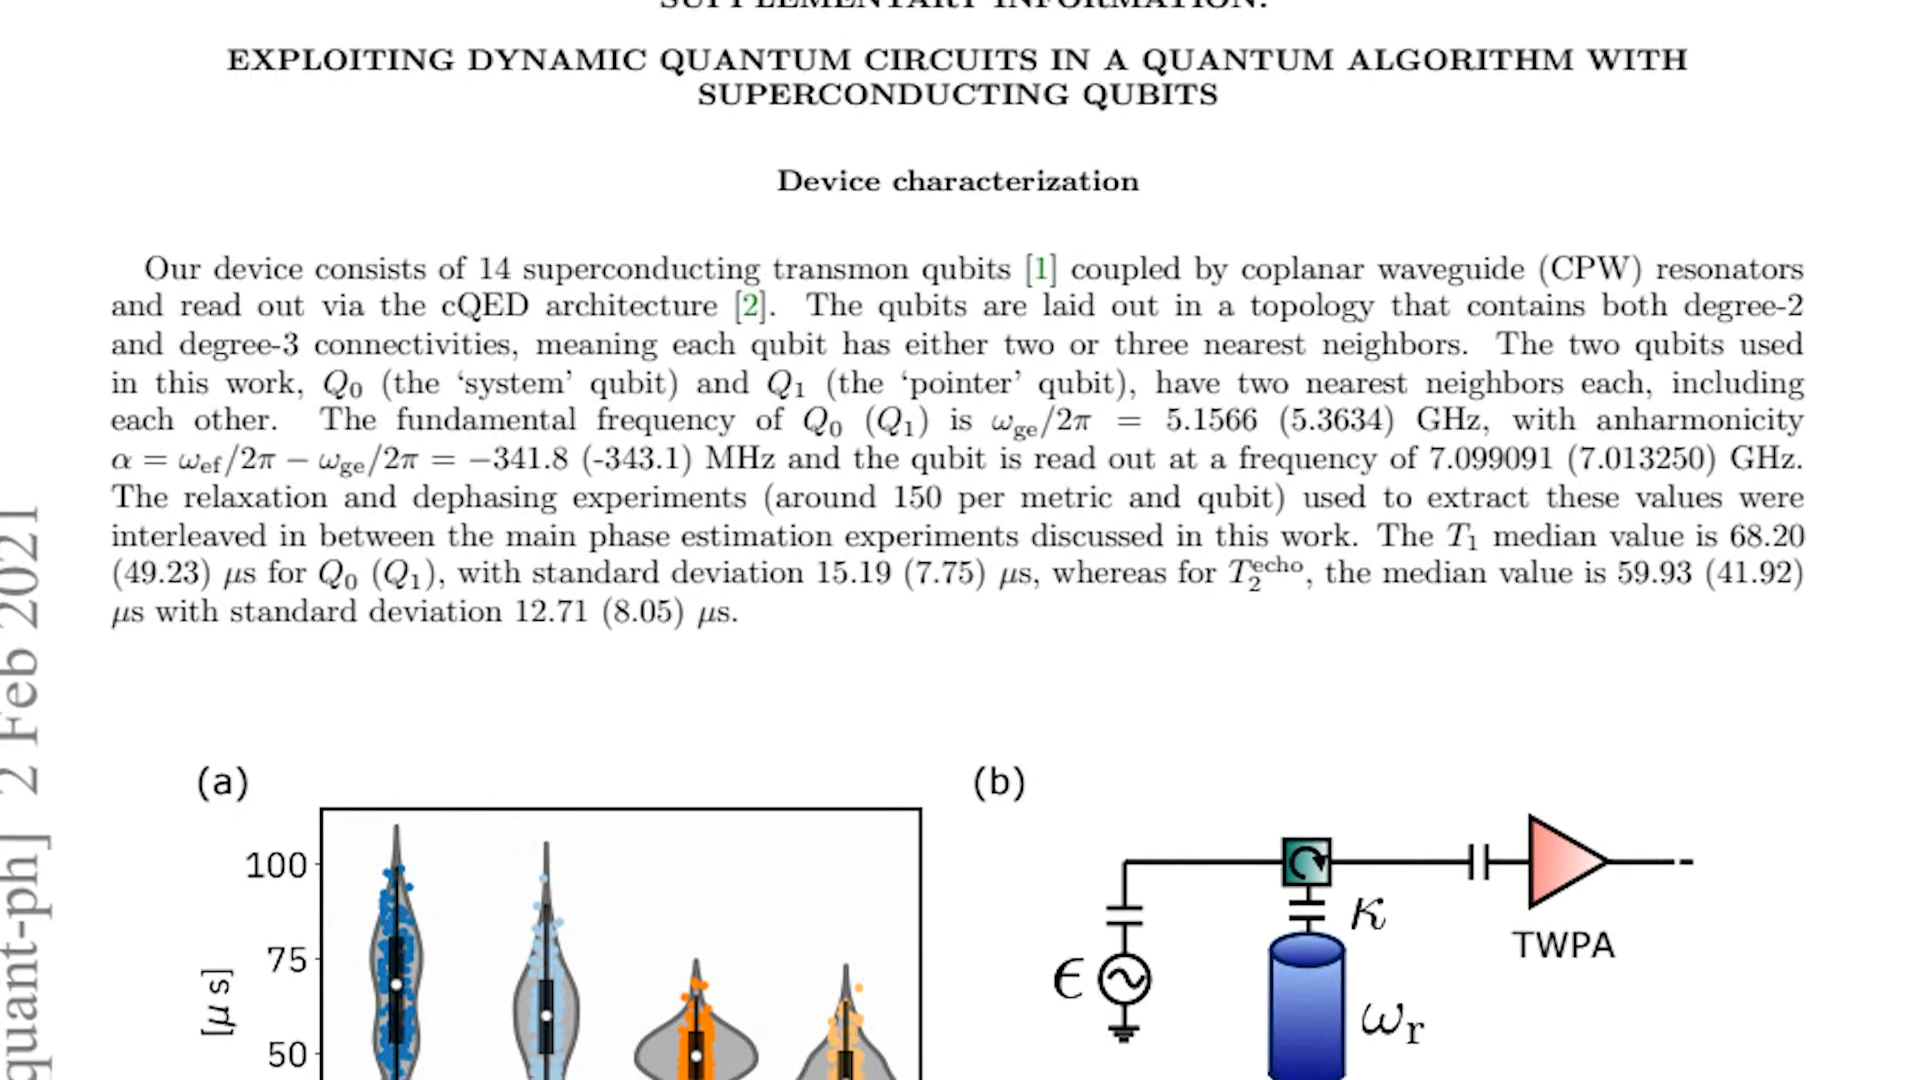 SUPPLEMENTARY INFORMATION:
EXPLOITING DYNAMIC QUANTUM CIRCUITS IN A QUANTUM ALGORITHM WITH
SUPERCONDUCTING QUBITS
Device characterization
Our device consists of 14 superconducting transmon qubits [1] coupled by coplanar waveguide (CPW) resonators
and read out via the cQED architecture [2]. The qubits are laid out in a topology that contains both degree-2
and degree-3 connectivities, meaning each qubit has either two or three nearest neighbors. The two qubits used
in this work, Q₀ (the ‘system’ qubit) and Q₁ (the ‘pointer’ qubit), have two nearest neighbors each, including
each other. The fundamental frequency of Q₀ (Q₁) is ω_ge/2π = 5.1566 (5.3634) GHz, with anharmonicity
α = ω_ef/2π − ω_ge/2π = −341.8 (-343.1) MHz and the qubit is read out at a frequency of 7.099091 (7.013250) GHz.
The relaxation and dephasing experiments (around 150 per metric and qubit) used to extract these values were
interleaved in between the main phase estimation experiments discussed in this work. The T₁ median value is 68.20
(49.23) μs for Q₀ (Q₁), with standard deviation 15.19 (7.75) μs, whereas for T₂^echo, the median value is 59.93 (41.92)
μs with standard deviation 12.71 (8.05) μs.
quant-ph] 2 Feb 2021
(a)
100
75
50
[μ s]
(b)
κ
TWPA
ϵ
ω_r